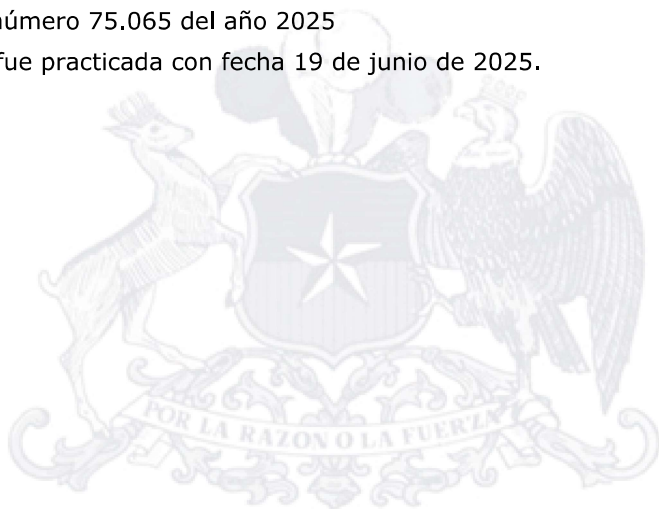 número 75.065 del año 2025
fue practicada con fecha 19 de junio de 2025.
POR LA RAZON O LA FUERZA